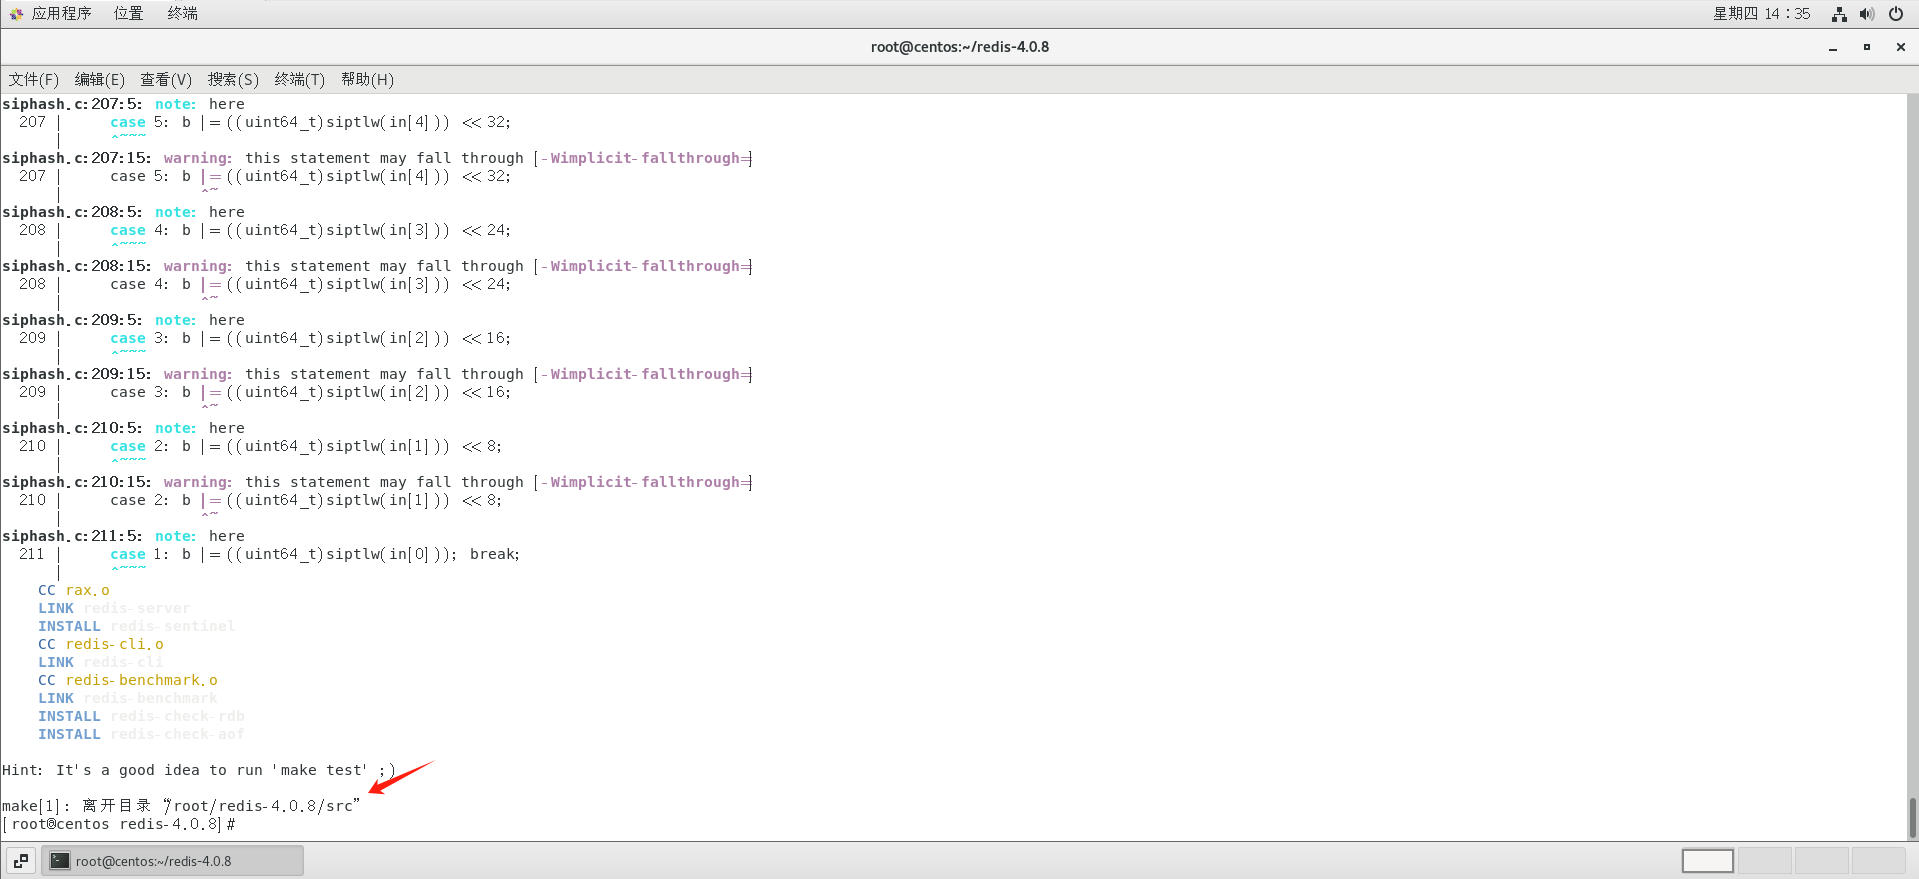 应用程序 位置 终端 星期四 14：35
root@centos:~/redis-4.0.8
文件(F) 编辑(E) 查看(V) 搜索(S) 终端(T) 帮助(H)
siphash.c:207:5: note: here
207 | case 5: b |= ((uint64_t)siptlw(in[4])) << 32;
| ^~~~
siphash.c:207:15: warning: this statement may fall through [-Wimplicit-fallthrough=]
207 | case 5: b |= ((uint64_t)siptlw(in[4])) << 32;
| ^~
siphash.c:208:5: note: here
208 | case 4: b |= ((uint64_t)siptlw(in[3])) << 24;
| ^~~~
siphash.c:208:15: warning: this statement may fall through [-Wimplicit-fallthrough=]
208 | case 4: b |= ((uint64_t)siptlw(in[3])) << 24;
| ^~
siphash.c:209:5: note: here
209 | case 3: b |= ((uint64_t)siptlw(in[2])) << 16;
| ^~~~
siphash.c:209:15: warning: this statement may fall through [-Wimplicit-fallthrough=]
209 | case 3: b |= ((uint64_t)siptlw(in[2])) << 16;
| ^~
siphash.c:210:5: note: here
210 | case 2: b |= ((uint64_t)siptlw(in[1])) << 8;
| ^~~~
siphash.c:210:15: warning: this statement may fall through [-Wimplicit-fallthrough=]
210 | case 2: b |= ((uint64_t)siptlw(in[1])) << 8;
| ^~
siphash.c:211:5: note: here
211 | case 1: b |= ((uint64_t)siptlw(in[0])); break;
| ^~~~
CC rax.o
LINK redis-server
INSTALL redis-sentinel
CC redis-cli.o
LINK redis-cli
CC redis-benchmark.o
LINK redis-benchmark
INSTALL redis-check-rdb
INSTALL redis-check-aof
Hint: It's a good idea to run 'make test' ;)
make[1]: 离开目录“/root/redis-4.0.8/src”
[root@centos redis-4.0.8]#
root@centos:~/redis-4.0.8